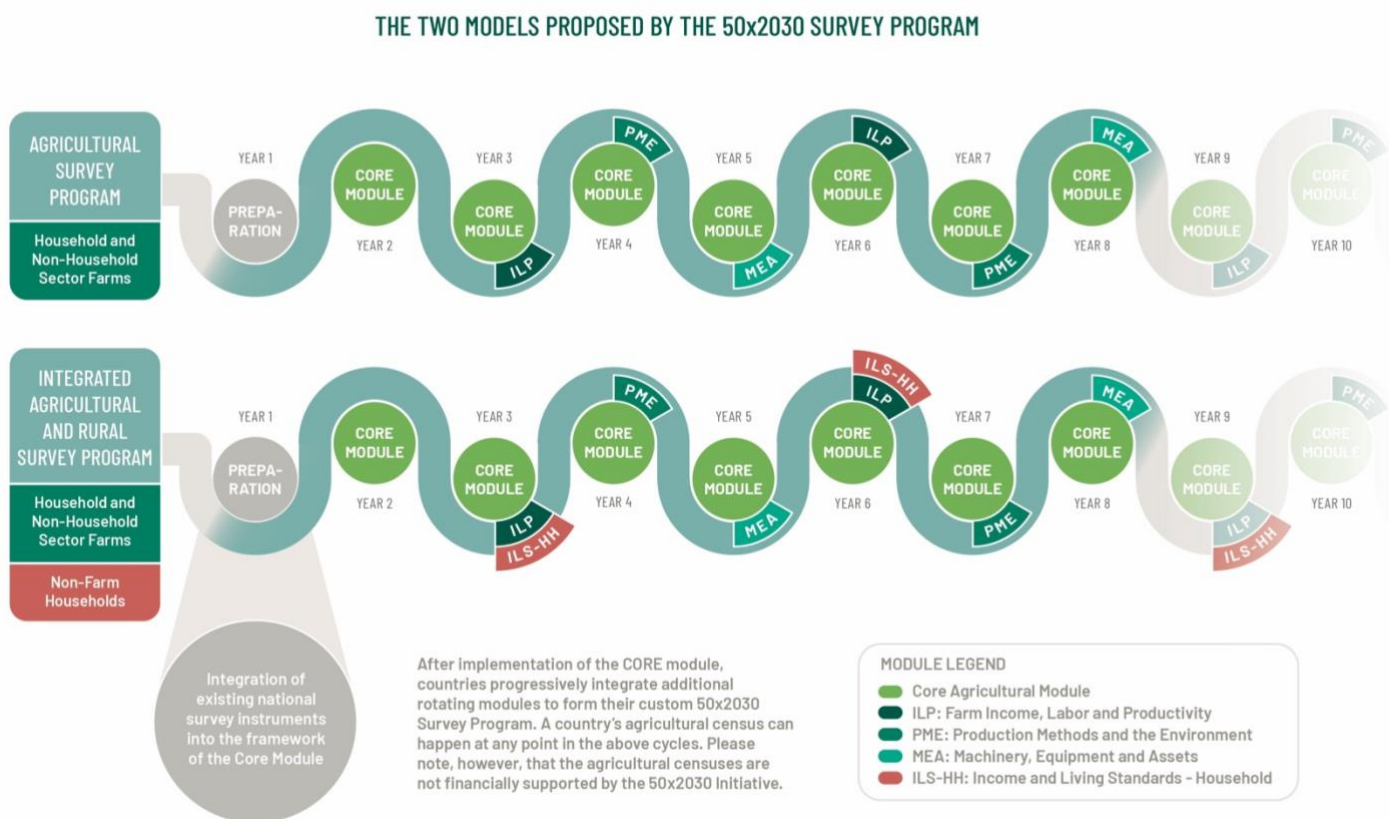 THE TWO MODELS PROPOSED BY THE 50x2030 SURVEY PROGRAM
AGRICULTURAL
SURVEY
PROGRAM
Household and
Non-Household
Sector Farms
YEAR 1
PREPA-
RATION
CORE
MODULE
YEAR 2
YEAR 3
CORE
MODULE
ILP
PME
CORE
MODULE
YEAR 4
YEAR 5
CORE
MODULE
MEA
ILP
CORE
MODULE
YEAR 6
YEAR 7
CORE
MODULE
PME
MEA
CORE
MODULE
YEAR 8
YEAR 9
CORE
MODULE
ILP
PME
CORE
MODULE
YEAR 10
INTEGRATED
AGRICULTURAL
AND RURAL
SURVEY PROGRAM
Household and
Non-Household
Sector Farms
Non-Farm
Households
YEAR 1
PREPA-
RATION
CORE
MODULE
YEAR 2
YEAR 3
CORE
MODULE
ILP
ILS-HH
PME
CORE
MODULE
YEAR 4
YEAR 5
CORE
MODULE
MEA
ILS-HH
ILP
CORE
MODULE
YEAR 6
YEAR 7
CORE
MODULE
PME
MEA
CORE
MODULE
YEAR 8
YEAR 9
CORE
MODULE
ILP
ILS-HH
PME
CORE
MODULE
YEAR 10
Integration of
existing national
survey instruments
into the framework
of the Core Module
After implementation of the CORE module,
countries progressively integrate additional
rotating modules to form their custom 50x2030
Survey Program. A country's agricultural census can
happen at any point in the above cycles. Please
note, however, that the agricultural censuses are
not financially supported by the 50x2030 Initiative.
MODULE LEGEND
Core Agricultural Module
ILP: Farm Income, Labor and Productivity
PME: Production Methods and the Environment
MEA: Machinery, Equipment and Assets
ILS-HH: Income and Living Standards - Household